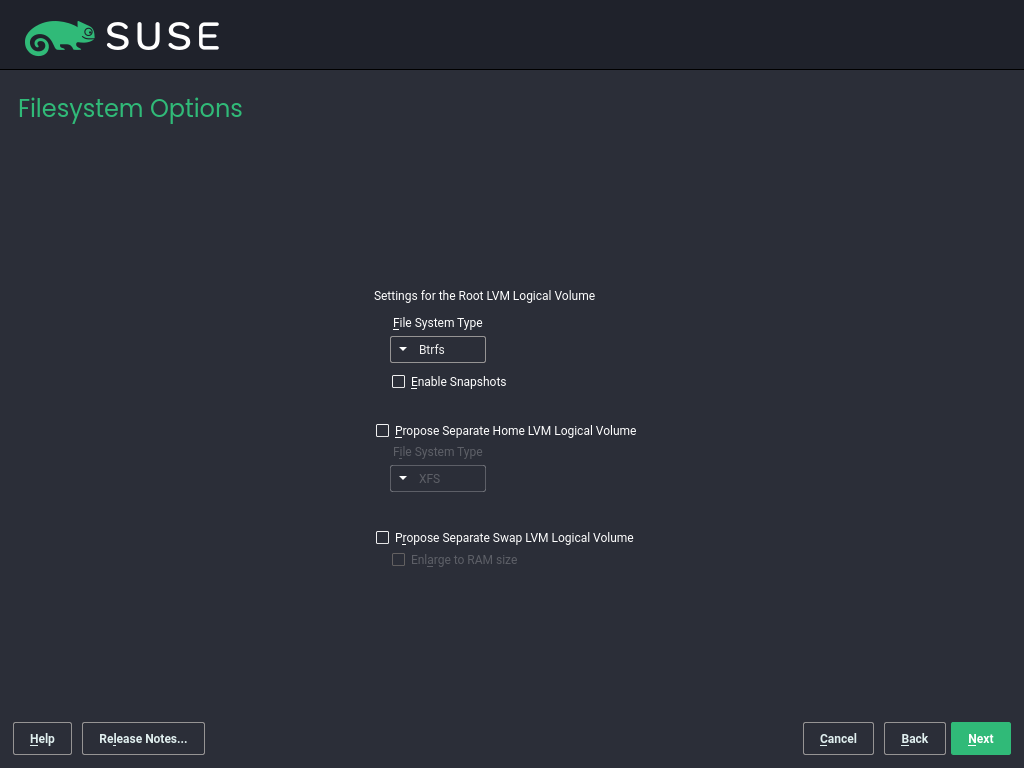 SUSE
Filesystem Options
Settings for the Root LVM Logical Volume
File System Type
Btrfs
Enable Snapshots
Propose Separate Home LVM Logical Volume
File System Type
XFS
Propose Separate Swap LVM Logical Volume
Enlarge to RAM size
Help Release Notes... Cancel Back Next